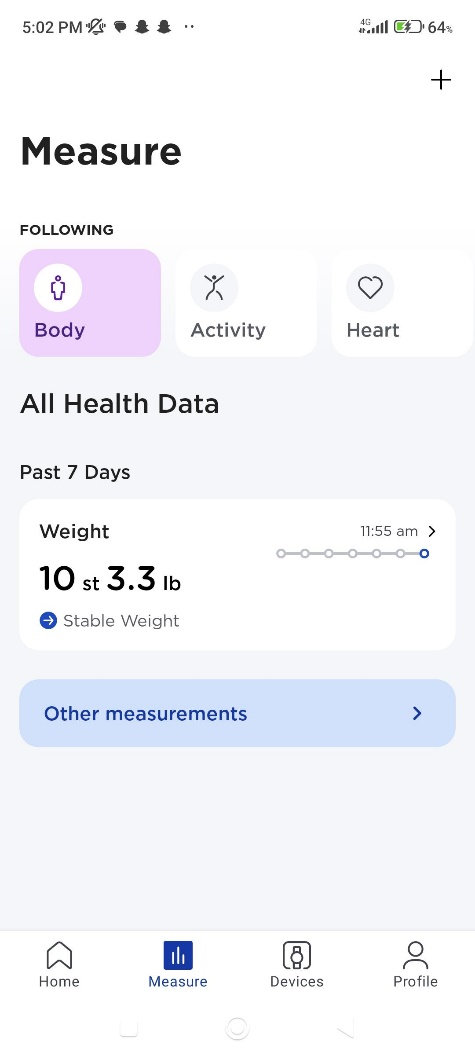 5:02 PM 4G 64%
Measure
FOLLOWING
Body Activity Heart
All Health Data
Past 7 Days
Weight 11:55 am
10 st 3.3 lb
Stable Weight
Other measurements
Home Measure Devices Profile